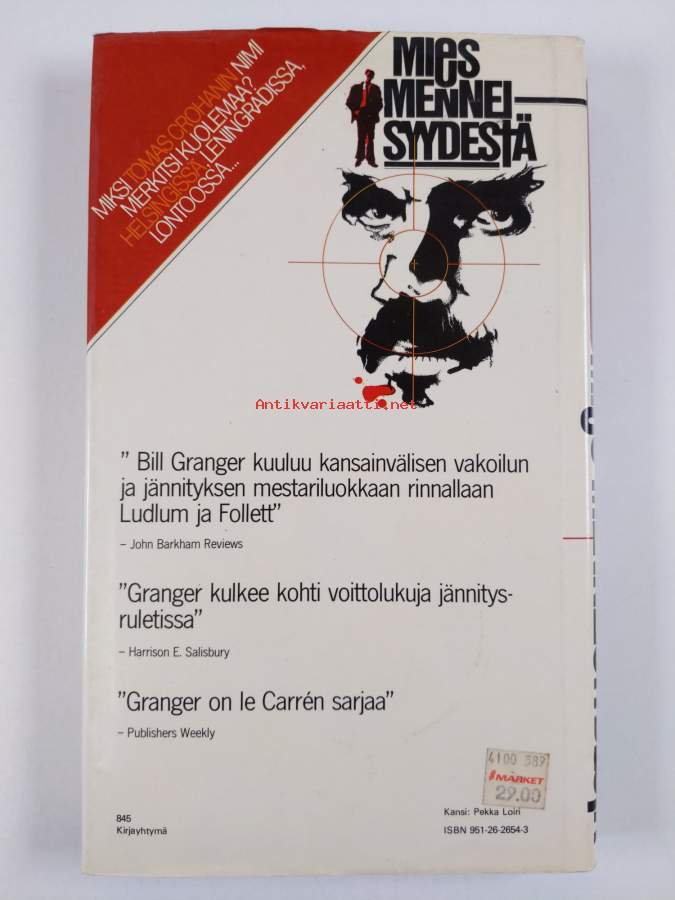 MIKSI TOMAS CROHANIN NIMI
MERKITSI KUOLEMAA?
HELSINGISSÄ, LENINGRADISSA,
LONTOOSSA...
MIES
MENNEI-
SYYDESTÄ
Antikvariaatti.net
” Bill Granger kuuluu kansainvälisen vakoilun
ja jännityksen mestariluokkaan rinnallaan
Ludlum ja Follett”
– John Barkham Reviews
”Granger kulkee kohti voittolukuja jännitys-
ruletissa”
– Harrison E. Salisbury
”Granger on le Carrén sarjaa”
– Publishers Weekly
4100 589
MARKET
29.00
845
Kirjayhtymä
Kansi: Pekka Loiri
ISBN 951-26-2654-3